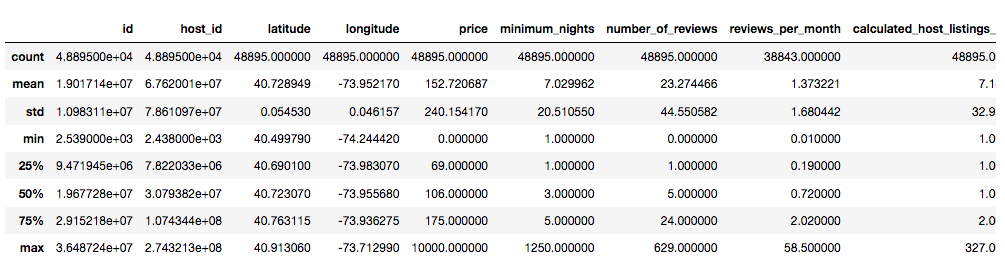 id host_id latitude longitude price minimum_nights number_of_reviews reviews_per_month calculated_host_listings_
count 4.889500e+04 4.889500e+04 48895.000000 48895.000000 48895.000000 48895.000000 48895.000000 38843.000000 48895.0
mean 1.901714e+07 6.762001e+07 40.728949 -73.952170 152.720687 7.029962 23.274466 1.373221 7.1
std 1.098311e+07 7.861097e+07 0.054530 0.046157 240.154170 20.510550 44.550582 1.680442 32.9
min 2.539000e+03 2.438000e+03 40.499790 -74.244420 0.000000 1.000000 0.000000 0.010000 1.0
25% 9.471945e+06 7.822033e+06 40.690100 -73.983070 69.000000 1.000000 1.000000 0.190000 1.0
50% 1.967728e+07 3.079382e+07 40.723070 -73.955680 106.000000 3.000000 5.000000 0.720000 1.0
75% 2.915218e+07 1.074344e+08 40.763115 -73.936275 175.000000 5.000000 24.000000 2.020000 2.0
max 3.648724e+07 2.743213e+08 40.913060 -73.712990 10000.000000 1250.000000 629.000000 58.500000 327.0